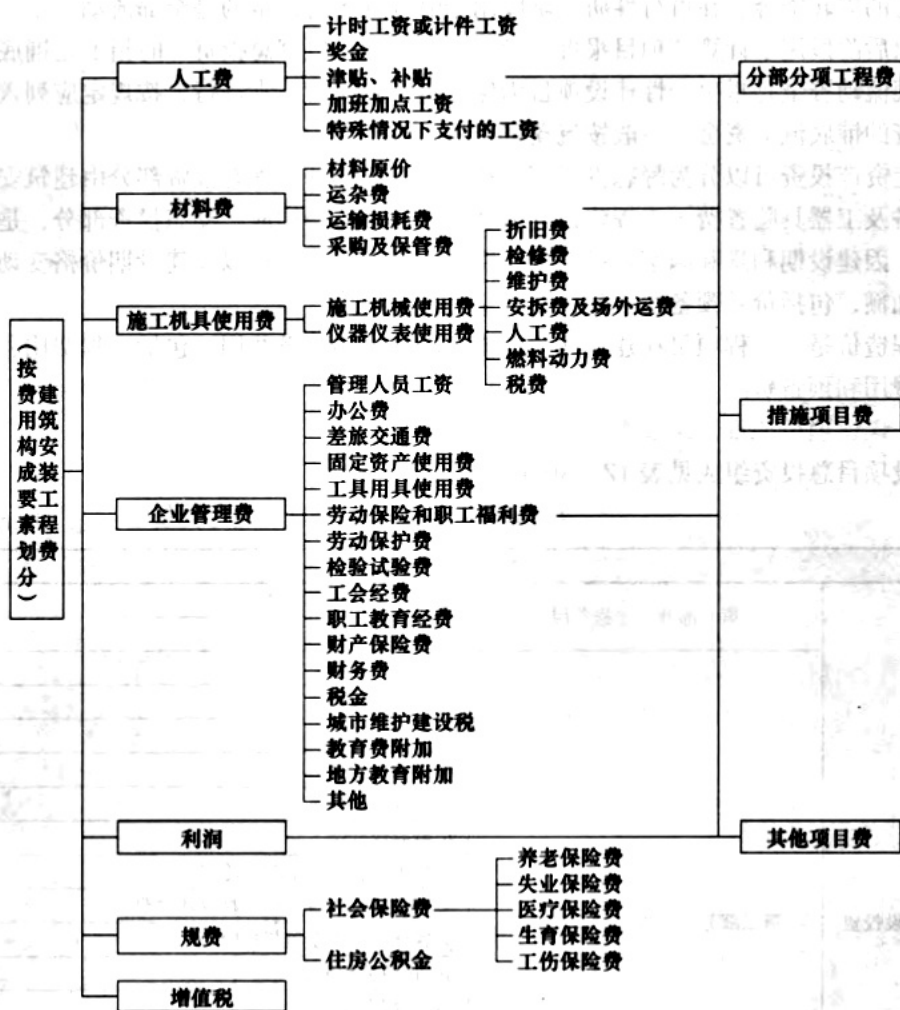 按费用构成要素划分）
建筑安装工程费
人工费
计时工资或计件工资
奖金
津贴、补贴
加班加点工资
特殊情况下支付的工资
材料费
材料原价
运杂费
运输损耗费
采购及保管费
施工机具使用费
施工机械使用费
仪器仪表使用费
折旧费
检修费
维护费
安拆费及场外运费
人工费
燃料动力费
税费
企业管理费
管理人员工资
办公费
差旅交通费
固定资产使用费
工具用具使用费
劳动保险和职工福利费
劳动保护费
检验试验费
工会经费
职工教育经费
财产保险费
财务费
税金
城市维护建设税
教育费附加
地方教育附加
其他
利润
规费
社会保险费
住房公积金
养老保险费
失业保险费
医疗保险费
生育保险费
工伤保险费
增值税
分部分项工程费
措施项目费
其他项目费